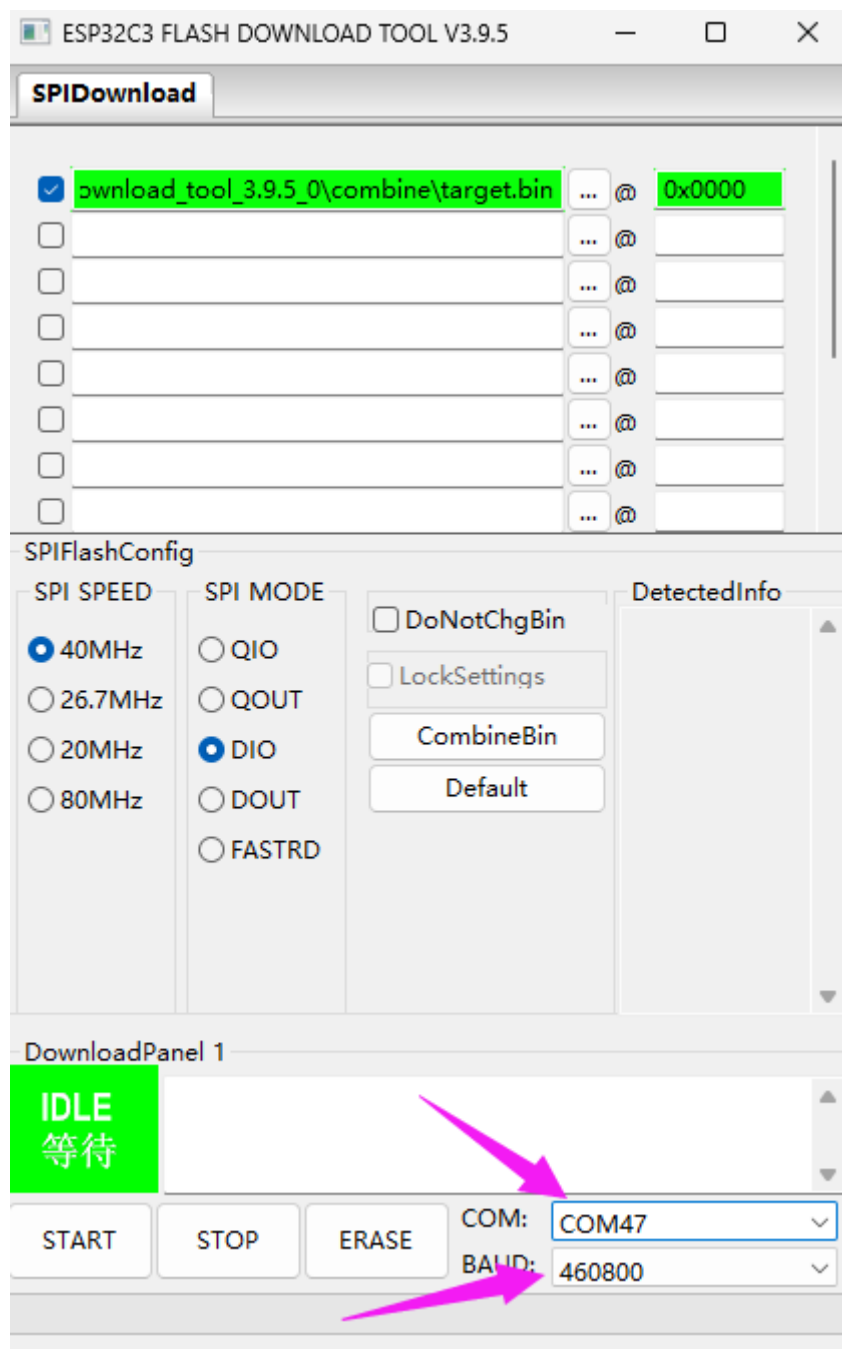 ESP32C3 FLASH DOWNLOAD TOOL V3.9.5
SPIDownload
ownload_tool_3.9.5_0\combine\target.bin ... @ 0x0000
... @
... @
... @
... @
... @
... @
... @
SPIFlashConfig
SPI SPEED
40MHz
26.7MHz
20MHz
80MHz
SPI MODE
QIO
QOUT
DIO
DOUT
FASTRD
DoNotChgBin
LockSettings
CombineBin
Default
DetectedInfo
DownloadPanel 1
IDLE
等待
START STOP ERASE
COM: COM47
BAUD: 460800